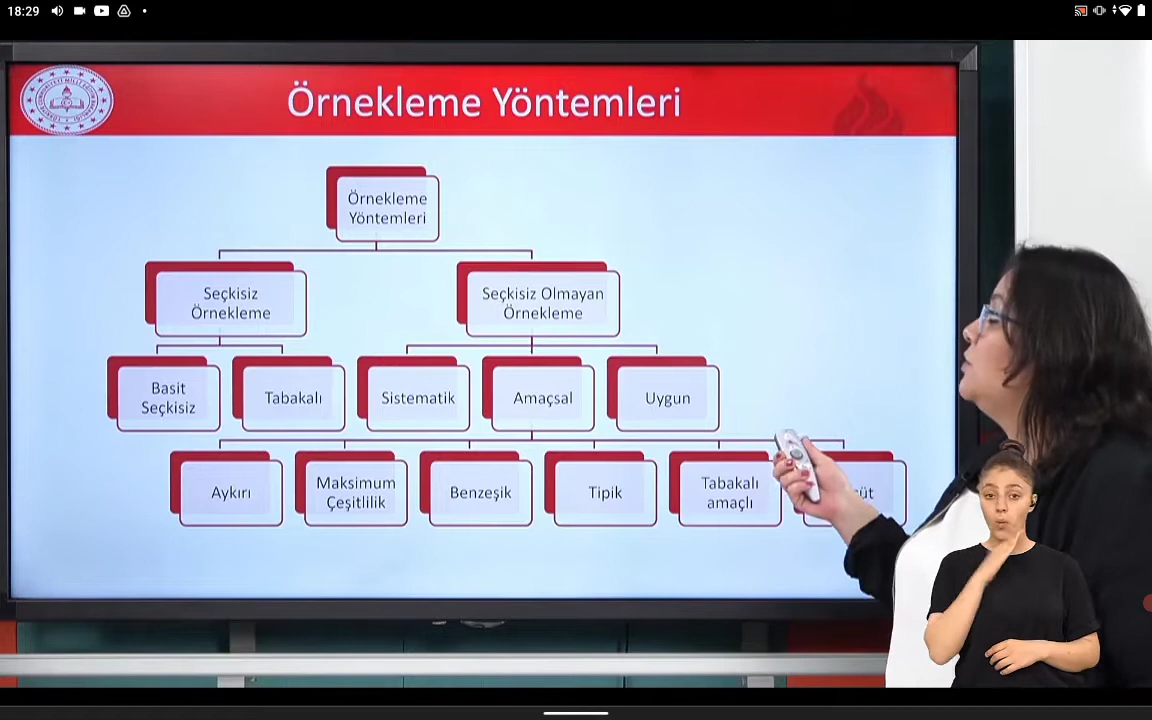 18:29
Örnekleme Yöntemleri
Örnekleme
Yöntemleri
Seçkisiz
Örnekleme
Seçkisiz Olmayan
Örnekleme
Basit
Seçkisiz
Tabakalı
Sistematik
Amaçsal
Uygun
Aykırı
Maksimum
Çeşitlilik
Benzeşik
Tipik
Tabakalı
amaçlı